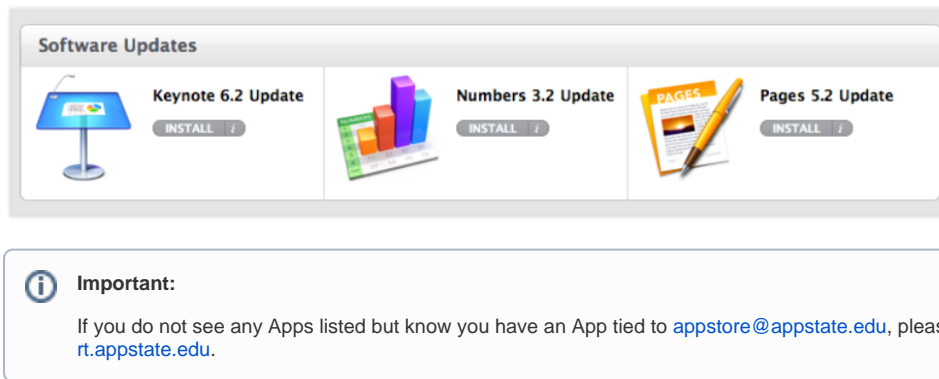 Software Updates
Keynote 6.2 Update
INSTALL i
Numbers 3.2 Update
INSTALL i
Pages 5.2 Update
INSTALL i
NUMBERS
PAGES
Important:
If you do not see any Apps listed but know you have an App tied to appstore@appstate.edu, pleas
rt.appstate.edu.